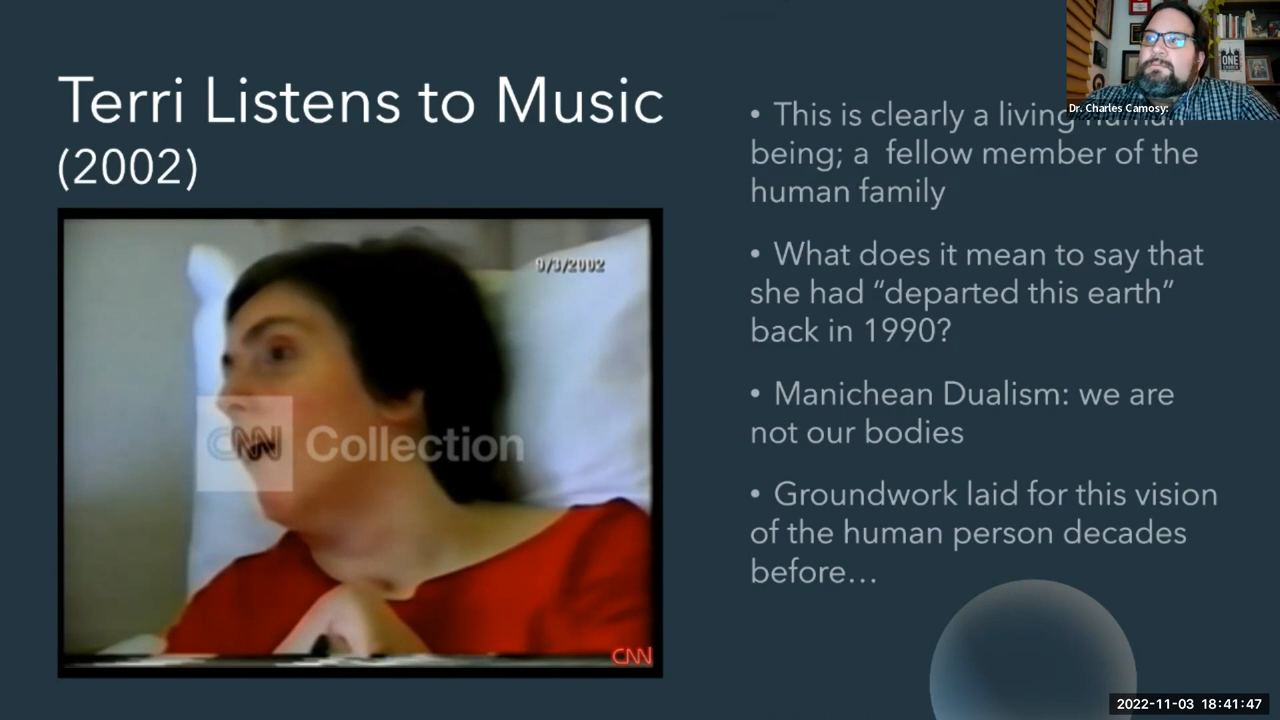 Terri Listens to Music
(2002)
9/3/2002
CNN Collection
CNN
Dr. Charles Camosy:
ONE
• This is clearly a living human
being; a fellow member of the
human family
• What does it mean to say that
she had “departed this earth”
back in 1990?
• Manichean Dualism: we are
not our bodies
• Groundwork laid for this vision
of the human person decades
before…
2022-11-03 18:41:47